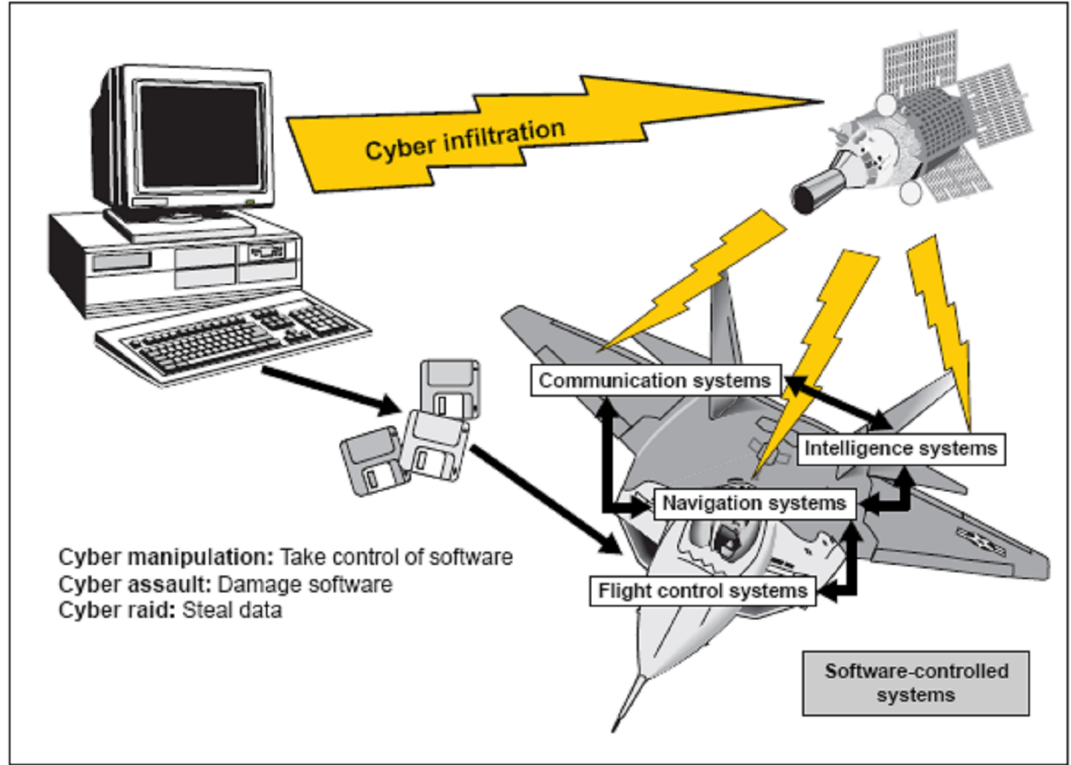 Cyber infiltration
Communication systems
Intelligence systems
Navigation systems
Flight control systems
Cyber manipulation: Take control of software
Cyber assault: Damage software
Cyber raid: Steal data
Software-controlled
systems